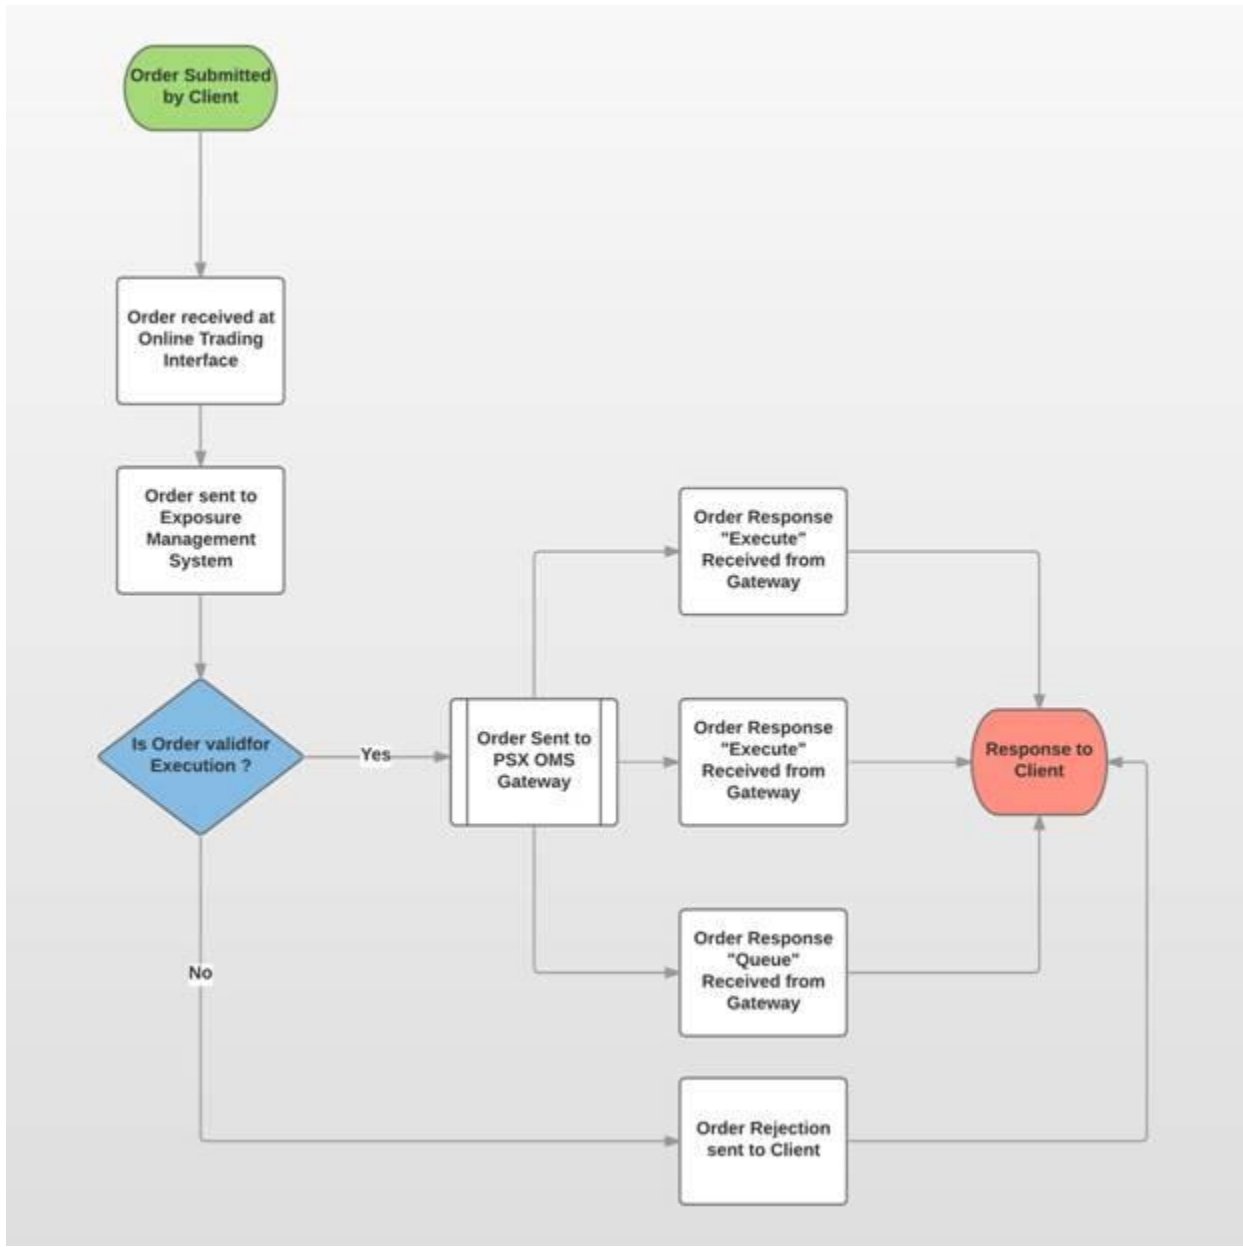 Order Submitted
by Client
Order received at
Online Trading
Interface
Order sent to
Exposure
Management
System
Is Order validfor
Execution ?
Yes
No
Order Sent to
PSX OMS
Gateway
Order Response
"Execute"
Received from
Gateway
Order Response
"Execute"
Received from
Gateway
Order Response
"Queue"
Received from
Gateway
Order Rejection
sent to Client
Response to
Client